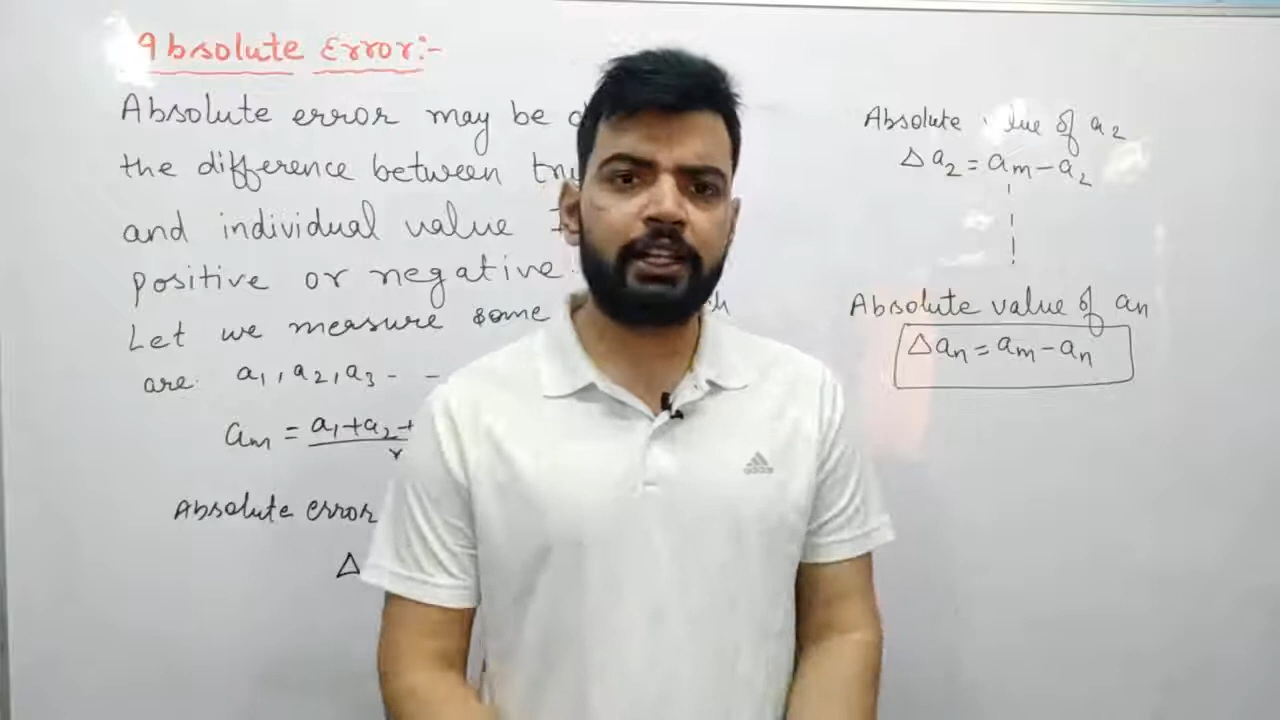 Absolute Error:-
Absolute error may be
the difference between
and individual value
positive or negative.
Let we measure some
are a1, a2, a3 - -
am = a1+a2+
Absolute error
Δ
Absolute of a2
Δa2 = am - a2
Absolute value of an
Δan = am - an
adidas